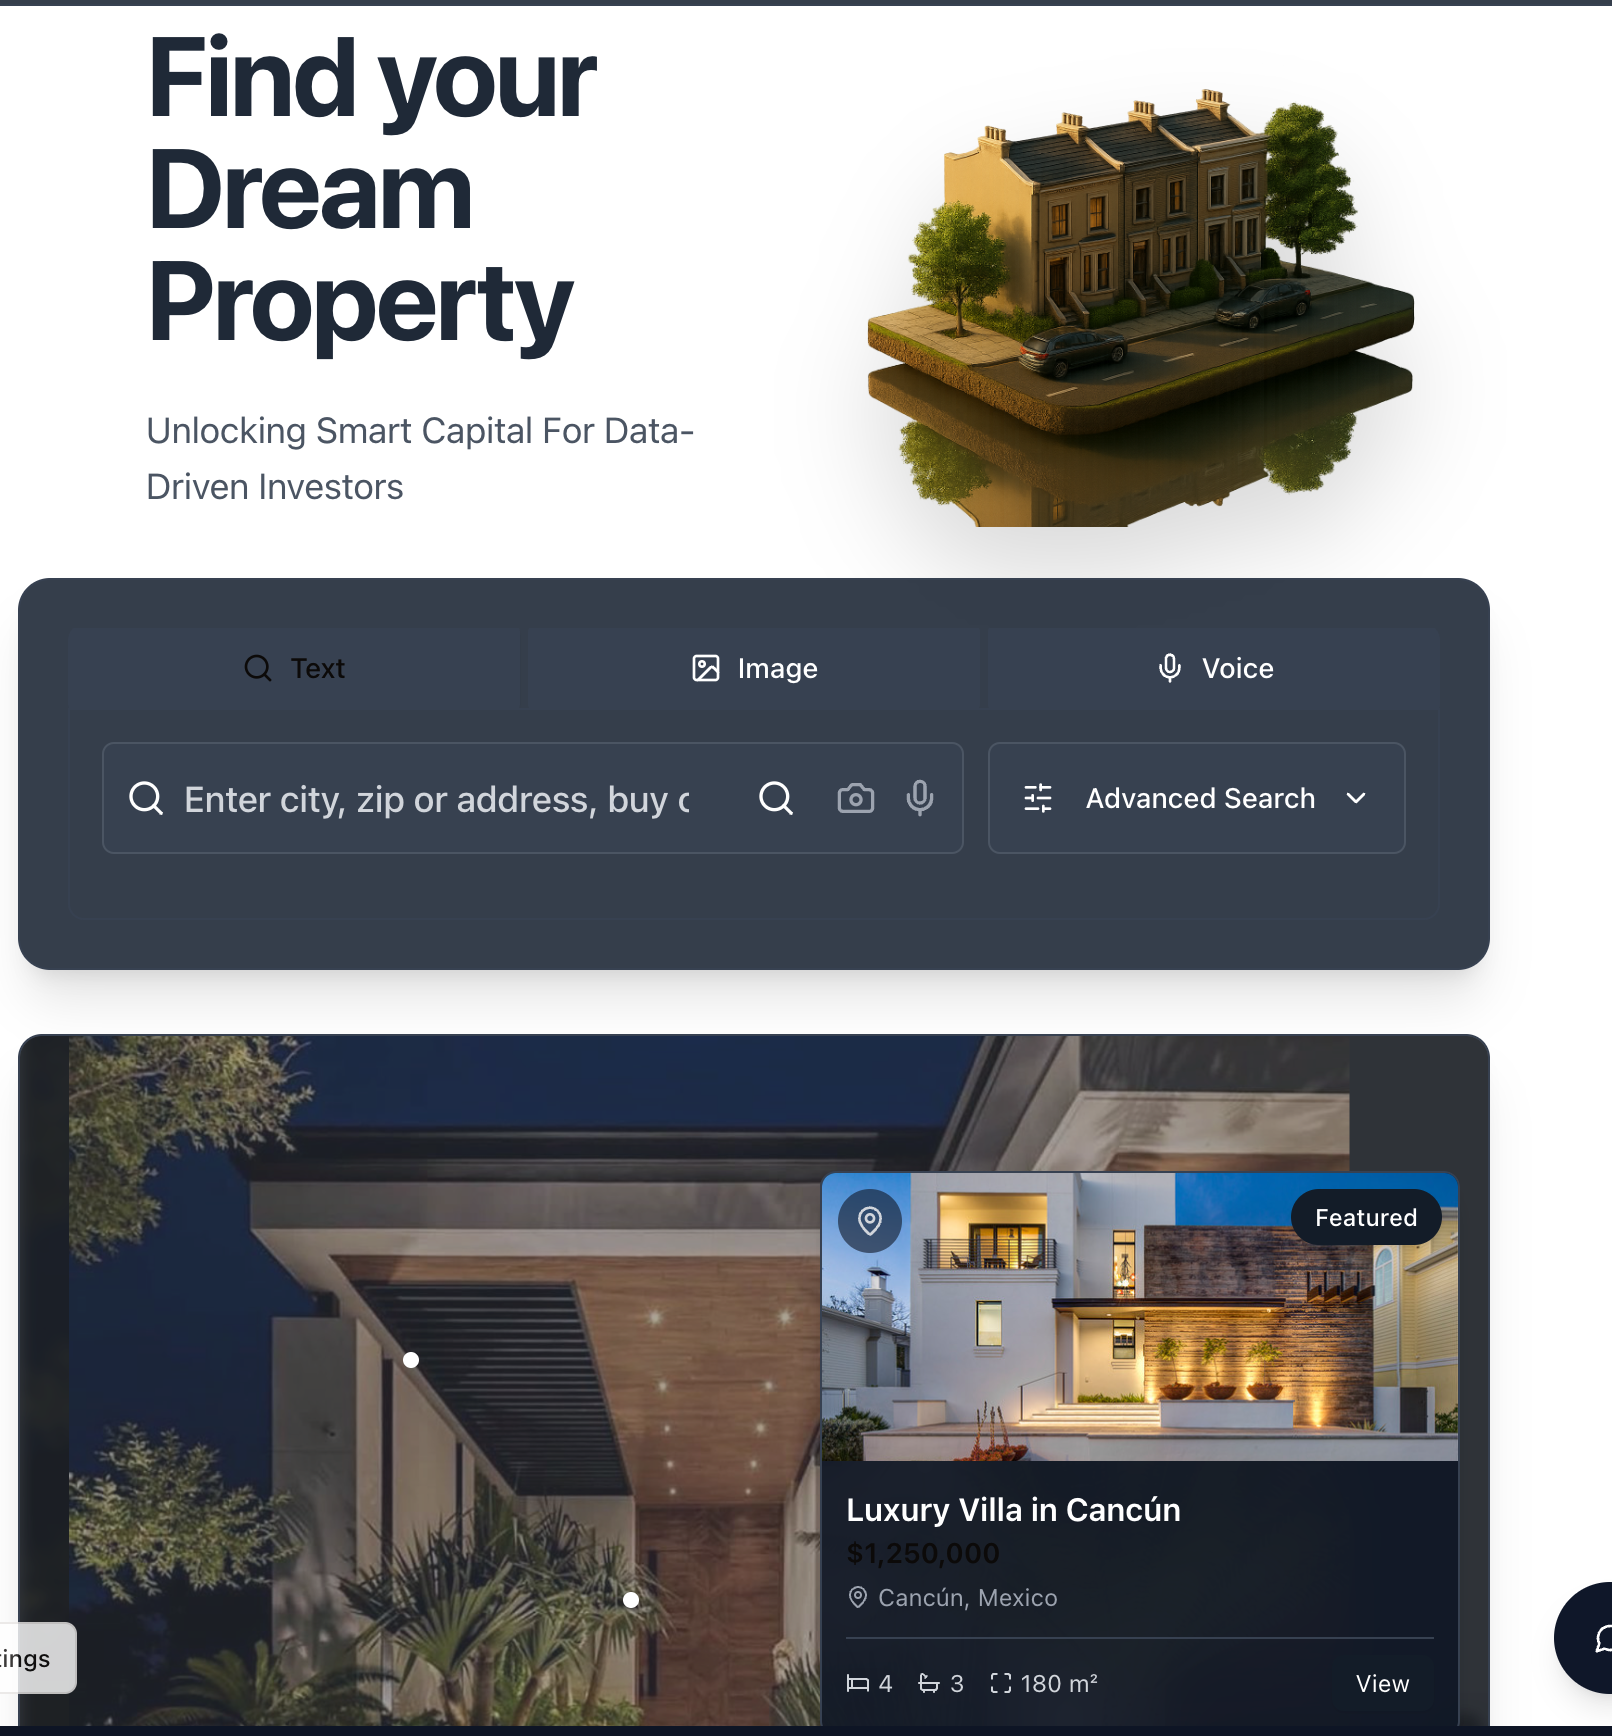 Find your
Dream
Property
Unlocking Smart Capital For Data-
Driven Investors
Text
Image
Voice
Enter city, zip or address, buy
Advanced Search
Featured
Luxury Villa in Cancún
$1,250,000
Cancún, Mexico
4 3 180 m²
View